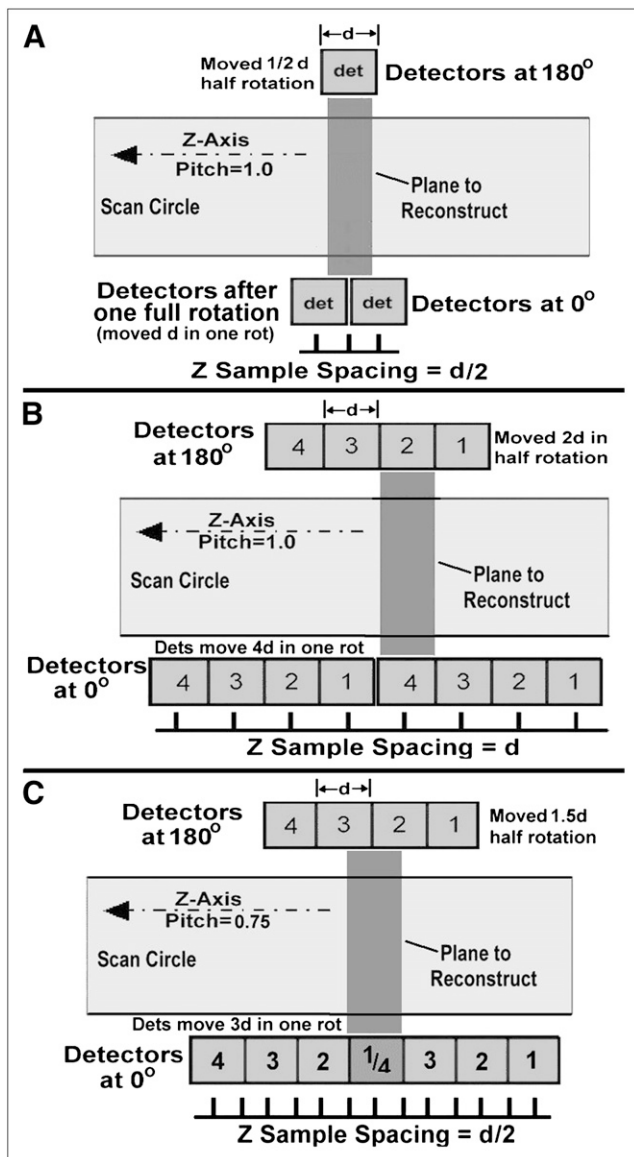 A
d
Moved 1/2 d
half rotation
det
Detectors at 180°
Z-Axis
Pitch=1.0
Scan Circle
Plane to
Reconstruct
Detectors after
one full rotation
(moved d in one rot)
det det
Detectors at 0°
Z Sample Spacing = d/2
B
d
Detectors
at 180°
4 3 2 1
Moved 2d in
half rotation
Z-Axis
Pitch=1.0
Scan Circle
Plane to
Reconstruct
Dets move 4d in one rot
Detectors
at 0°
4 3 2 1 4 3 2 1
Z Sample Spacing = d
C
d
Detectors
at 180°
4 3 2 1
Moved 1.5d
half rotation
Z-Axis
Pitch=0.75
Scan Circle
Plane to
Reconstruct
Dets move 3d in one rot
Detectors
at 0°
4 3 2 1/4 3 2 1
Z Sample Spacing = d/2